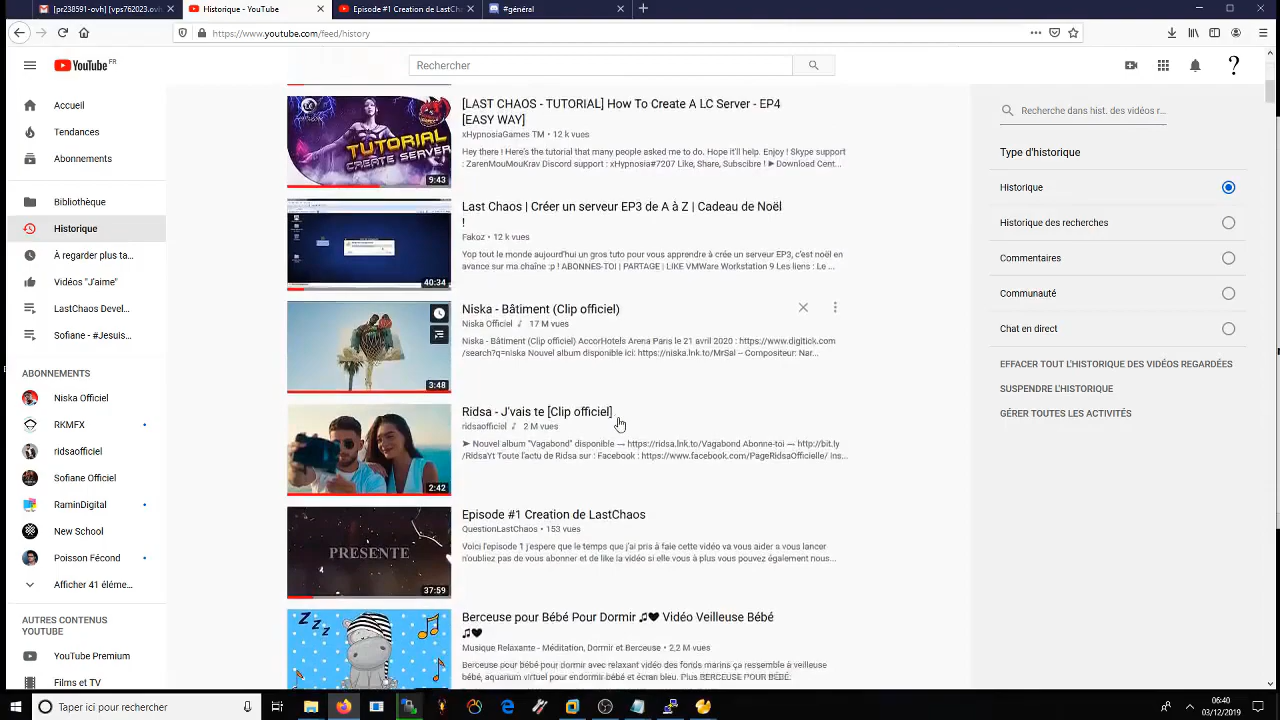 [pr238591-ovh] [vps762023.ovh
Historique - YouTube
Episode #1 Creation de LastChaos
#général
https://www.youtube.com/feed/history
YouTube FR
Rechercher
Accueil
Tendances
Abonnements
Bibliothèque
Historique
À regarder plus ta...
Vidéos "J'aime"
LastChaos Devel...
Sofiane - #Jesuis...
ABONNEMENTS
Niska Officiel
RKMFX
ridsaofficiel
Sofiane Officiel
RaminDigital
New School
Poisson Fécond
Affichar 41 éléme...
AUTRES CONTENUS
YOUTUBE
YouTube Premium
Films et TV
TUTORIAL
CREATE SERVER
9:43
[LAST CHAOS - TUTORIAL] How To Create A LC Server - EP4
[EASY WAY]
xHypnosiaGames TM • 12 k vues
Hey there ! Here's the tutorial that many people asked me to do. Hope it'll help. Enjoy ! Skype support
: ZarenMouMouKrav Discord support : xHypnosia#7207 Like, Share, Subscibre ! ►Download Cent...
40:34
Last Chaos | Créer un serveur EP3 de A à Z | Cadeau de Noël
!
Fakoz • 12 k vues
Yop tout le monde aujourd'hui un gros tuto pour vous apprendre à crée un serveur EP3, c'est noël en
avance sur ma chaîne :p ! ABONNES-TOI | PARTAGE | LIKE VMWare Workstation 9 Les liens : Le ...
3:48
Niska - Bâtiment (Clip officiel)
Niska Officiel ♪ 17 M vues
Niska - Bâtiment (Clip officiel) AccorHotels Arena Paris le 21 avril 2020 : https://www.digitick.com
/search?q=niska Nouvel album disponible ici: https://niska.lnk.to/MrSal -- Compositeur: Nar...
2:42
Ridsa - J'vais te [Clip officiel]
ridsaofficiel ♪ 2 M vues
► Nouvel album "Vagabond" disponible → https://ridsa.lnk.to/Vagabond Abonne-toi → http://bit.ly
/RidsaYt Toute l'actu de Ridsa sur : Facebook : https://www.facebook.com/PageRidsaOfficielle/ Ins...
PRESENTE
37:59
Episode #1 Creation de LastChaos
QuestionLastChaos • 153 vues
Voici l'episode 1 j'espere que le temps que j'ai pris à faite cette vidéo va vous aider a vous lancer
n'oubliez pas de vous abonner et de like la vidéo si elle vous à plus vous pouvez également nous...
Z z z
Berceuse pour Bébé Pour Dormir ♫♥ Vidéo Veilleuse Bébé
♫♥
Musique Relaxante - Méditation, Dormir et Berceuse • 2,2 M vues
Berceuse pour bébé pour dormir avec relaxant vidéo des fonds marins ça ressemble à veilleuse
bébé, aquarium virtuel pour endormir bébé et écran bleu. Plus BERCEUSE POUR BÉBÉ:
Recherche dans hist. des vidéos r...
Type d'historique
Historique
Historique des recherches
Commentaires
Communauté
Chat en direct
EFFACER TOUT L'HISTORIQUE DES VIDÉOS REGARDÉES
SUSPENDRE L'HISTORIQUE
GÉRER TOUTES LES ACTIVITÉS
Taper ici pour rechercher
06:40
03/12/2019